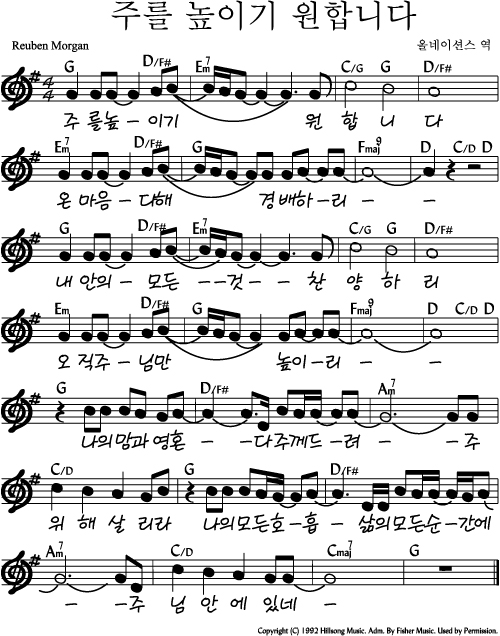 주를 높이기 원합니다
Reuben Morgan 올네이션스 역
G D/F# Em7 C/G G D/F#
주 를높 - 이기 원 합 니 다
Em7 D/F# G Fmaj9 D C/D D
온 마음 - 다해 경배하 - 리 - -
G D/F# Em7 C/G G D/F#
내 안의 - 모든 - - 것 - 찬 양 하 리
Em D/F# G Fmaj9 D C/D D
오 직주 - 님만 높이 - 리 - -
G D/F# Am7
나의맘과 영혼 - - 다주께드 - 려 - - 주
C/D G D/F#
위 해 살 리라 나의모든호 - 흡 - 삶의모든순 - 간에
Am7 C/D G Cmaj7 G
- - 주 님 안 에 있네 -
Copyright (C) 1992 Hillsong Music. Adm. By Fisher Music. Used by Permission.